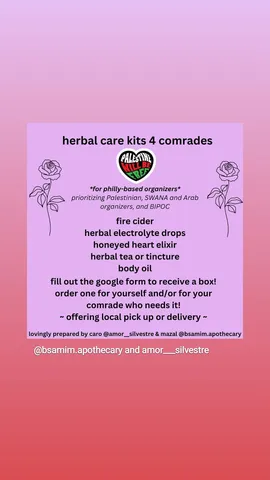 herbal care kits 4 comrades
PALESTINE
WILL BE
FREE
*for philly-based organizers*
prioritizing Palestinian, SWANA and Arab
organizers, and BIPOC
fire cider
herbal electrolyte drops
honeyed heart elixir
herbal tea or tincture
body oil
fill out the google form to receive a box!
order one for yourself and/or for your
comrade who needs it!
~ offering local pick up or delivery ~
lovingly prepared by caro @amor__silvestre & mazal @bsamim.apothecary
@bsamim.apothecary and amor___silvestre